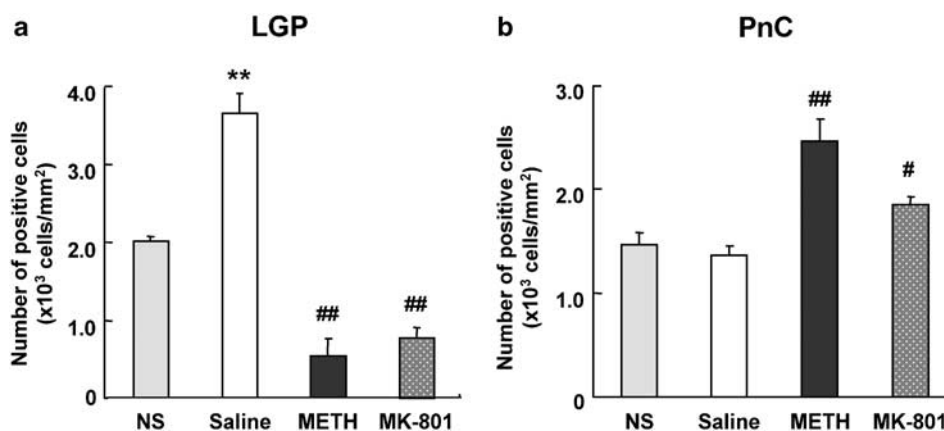 a
LGP
Number of positive cells
(x10³ cells/mm²)
4.0
3.0
2.0
1.0
0
**
##
##
NS Saline METH MK-801
b
PnC
Number of positive cells
(x10³ cells/mm²)
3.0
2.0
1.0
0
##
#
NS Saline METH MK-801